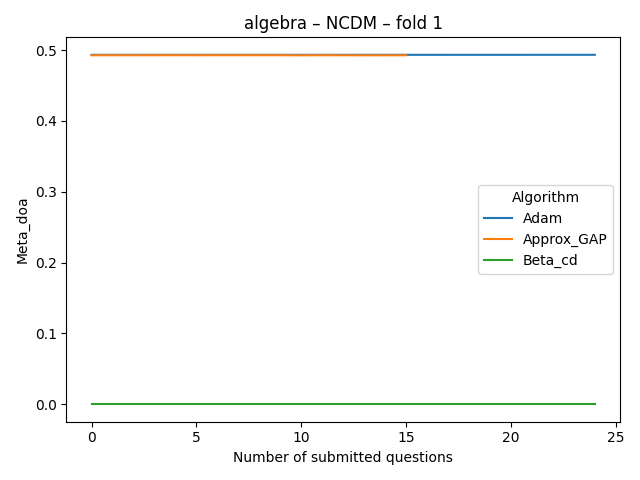 algebra – NCDM – fold 1
0.5
0.4
0.3
0.2
0.1
0.0
Meta_doa
Algorithm
Adam
Approx_GAP
Beta_cd
0 5 10 15 20 25
Number of submitted questions